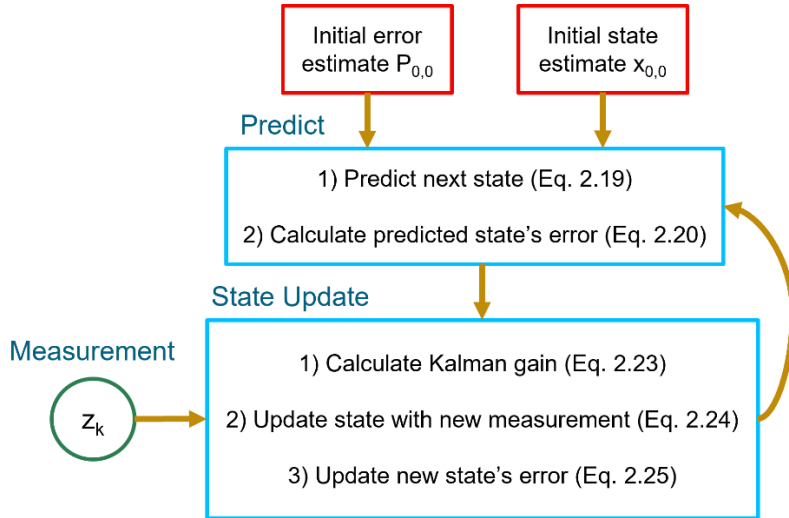 Initial error
estimate P₀,₀
Initial state
estimate x₀,₀
Predict
1) Predict next state (Eq. 2.19)
2) Calculate predicted state's error (Eq. 2.20)
State Update
Measurement
z_k
1) Calculate Kalman gain (Eq. 2.23)
2) Update state with new measurement (Eq. 2.24)
3) Update new state's error (Eq. 2.25)